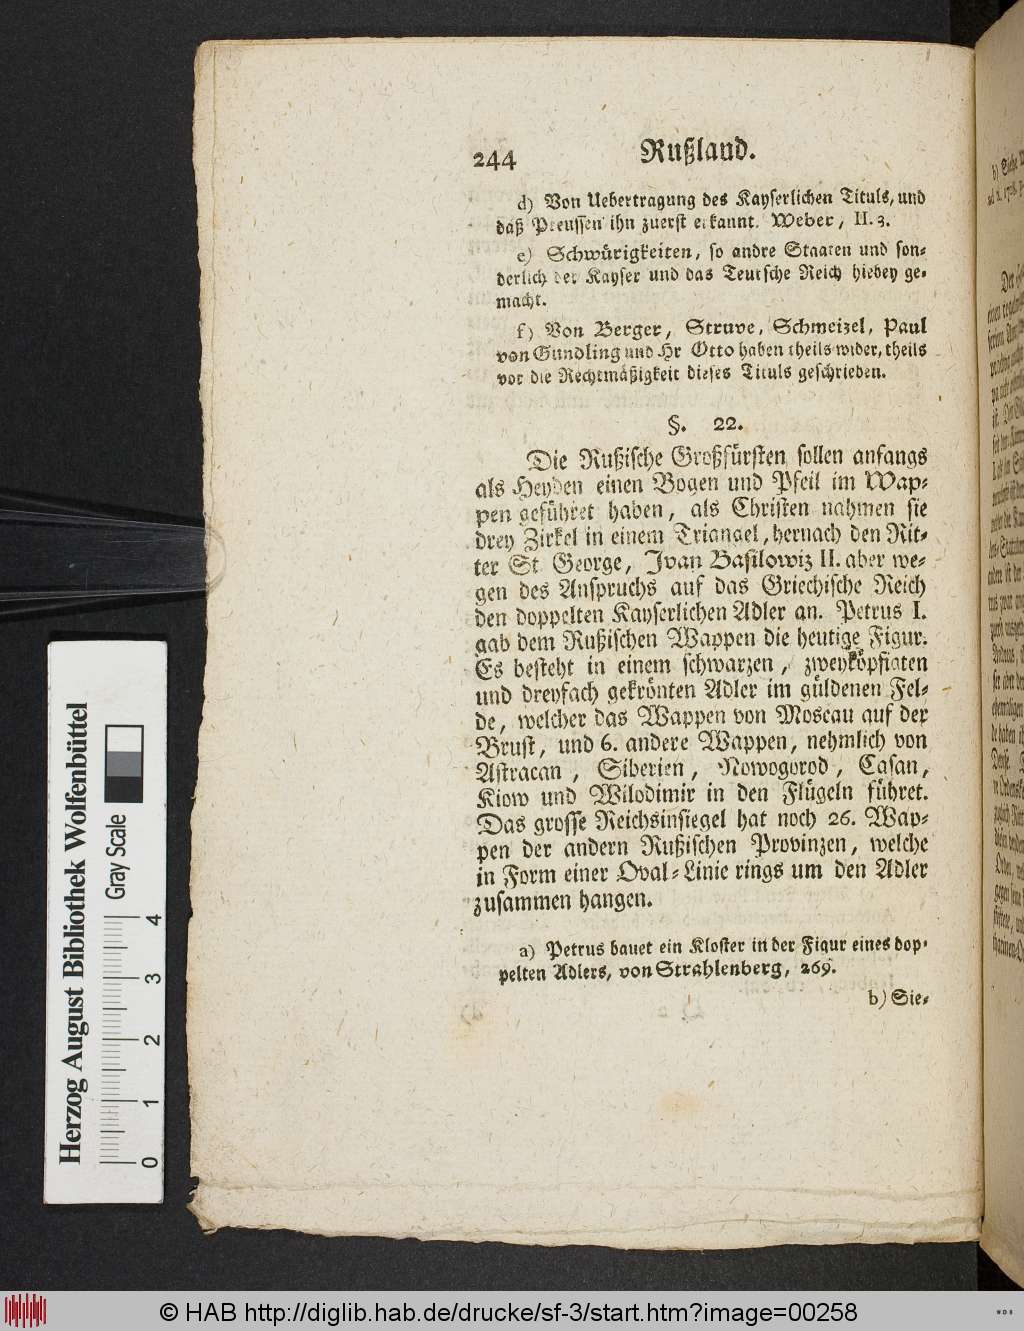 244 Rußland.
d) Von Uebertragung des Kayserlichen Tituls, und
daß Preussen ihn zuerst erkannt. Weber, II. 3.
e) Schwürigkeiten, so andre Staaten und son-
derlich der Kayser und das Teutsche Reich hiebey ge-
macht.
f) Von Berger, Struve, Schmeizel, Paul
von Gundling und Hr Otto haben theils wider, theils
vor die Rechtmäßigkeit dieses Tituls geschrieben.
§. 22.
Die Rußische Großfürsten sollen anfangs
als Heyden einen Bogen und Pfeil im Wap-
pen geführet haben, als Christen nahmen sie
drey Zirkel in einem Triangel, hernach den Rit-
ter St George, Ivan Basilowiz II. aber we-
gen des Anspruchs auf das Griechische Reich
den doppelten Kayserlichen Adler an. Petrus I.
gab dem Rußischen Wappen die heutige Figur.
Es besteht in einem schwarzen, zweyköpfigten
und dreyfach gekrönten Adler im güldenen Fel-
de, welcher das Wappen von Moscau auf der
Brust, und 6. andere Wappen, nehmlich von
Astracan, Siberien, Nowogorod, Casan,
Kiow und Wilodimir in den Flügeln führet.
Das grosse Reichsinsiegel hat noch 26. Wap-
pen der andern Rußischen Provinzen, welche
in Form einer Oval-Linie rings um den Adler
zusammen hangen.
a) Petrus bauet ein Kloster in der Figur eines dop-
pelten Adlers, von Strahlenberg, 269.
b) Sie-
Herzog August Bibliothek Wolfenbüttel
Gray Scale
0 1 2 3 4
© HAB http://diglib.hab.de/drucke/sf-3/start.htm?image=00258